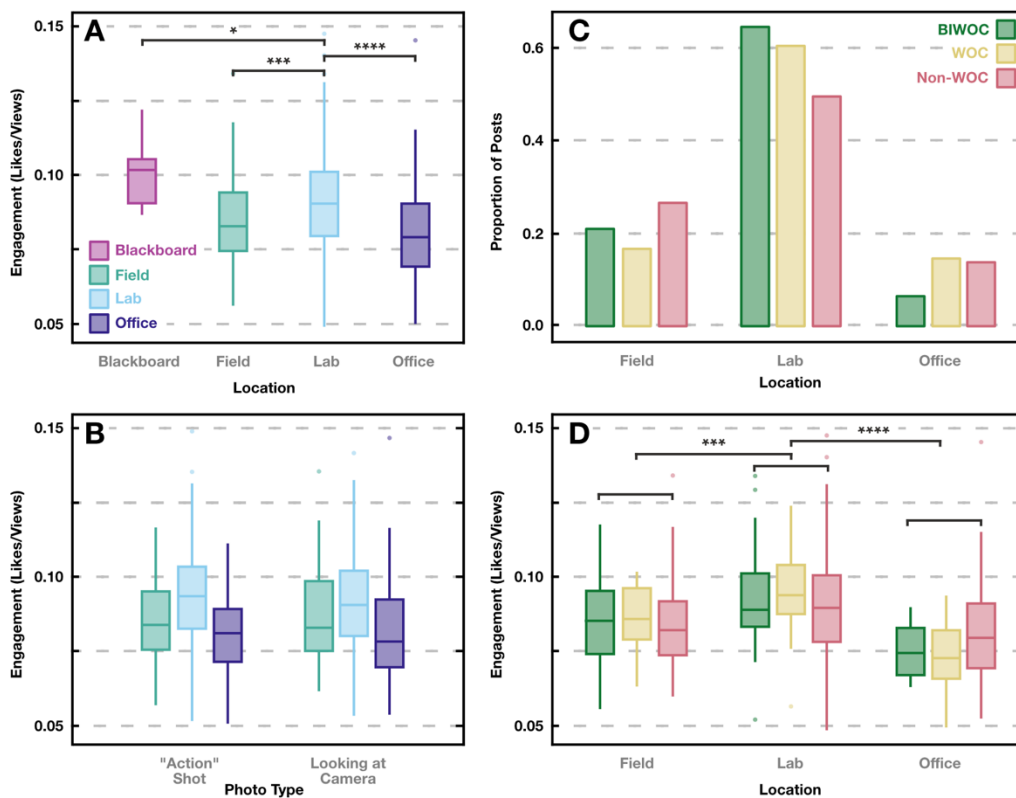 A
Engagement (Likes/Views)
0.15
0.10
0.05
*
***
****
Blackboard
Field
Lab
Office
Blackboard Field Lab Office
Location
C
Proportion of Posts
0.6
0.4
0.2
0.0
BIWOC
WOC
Non-WOC
Field Lab Office
Location
B
Engagement (Likes/Views)
0.15
0.10
0.05
"Action" Looking at
Shot Camera
Photo Type
D
Engagement (Likes/Views)
0.15
0.10
0.05
***
****
Field Lab Office
Location